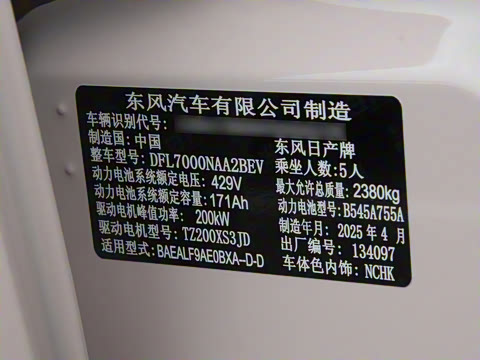 东风汽车有限公司制造
车辆识别代号:
制造国: 中国 东风日产牌
整车型号: DFL7000NAA2BEV 乘坐人数: 5人
动力电池系统额定电压: 429V 最大允许总质量: 2380kg
动力电池系统额定容量: 171Ah 动力电池型号: B545A755A
驱动电机峰值功率: 200kW 制造年月: 2025 年 4 月
驱动电机型号: TZ200XS3JD 出厂编号: 134097
适用型式: BAEALF9AE0BXA-D-D 车体色内饰: NCHK